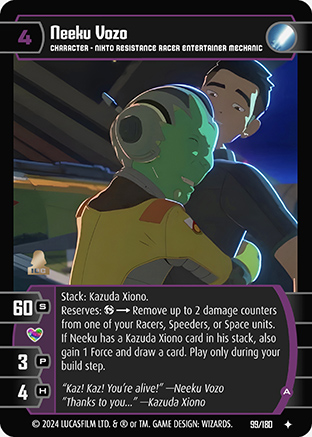 4
Neeku Vozo
CHARACTER - NIKTO RESISTANCE RACER ENTERTAINER MECHANIC
60 S
3 P
4 H
Stack: Kazuda Xiono.
Reserves: → Remove up to 2 damage counters
from one of your Racers, Speeders, or Space units.
If Neeku has a Kazuda Xiono card in his stack, also
gain 1 Force and draw a card. Play only during your
build step.
“Kaz! Kaz! You're alive!” —Neeku Vozo
“Thanks to you...” —Kazuda Xiono
A
© 2024 LUCASFILM LTD. & ® or TM. GAME DESIGN: WIZARDS.
99/180